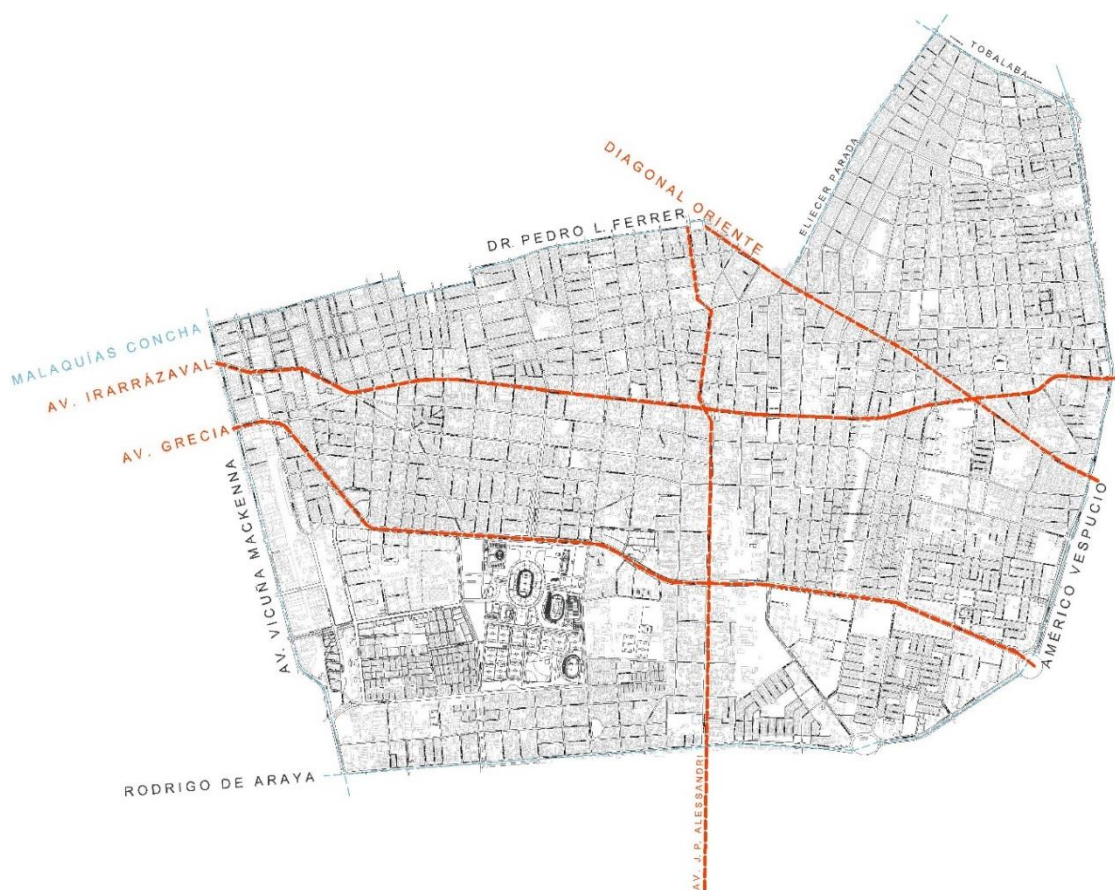 TOBALABA
ELIECER PARADA
DIAGONAL ORIENTE
DR. PEDRO L. FERRER
MALAQUÍAS CONCHA
AV. IRARRÁZAVAL
AV. GRECIA
AV. VICUÑA MACKENNA
AMÉRICO VESPUCIO
RODRIGO DE ARAYA
AV. J. P. ALESSANDRI